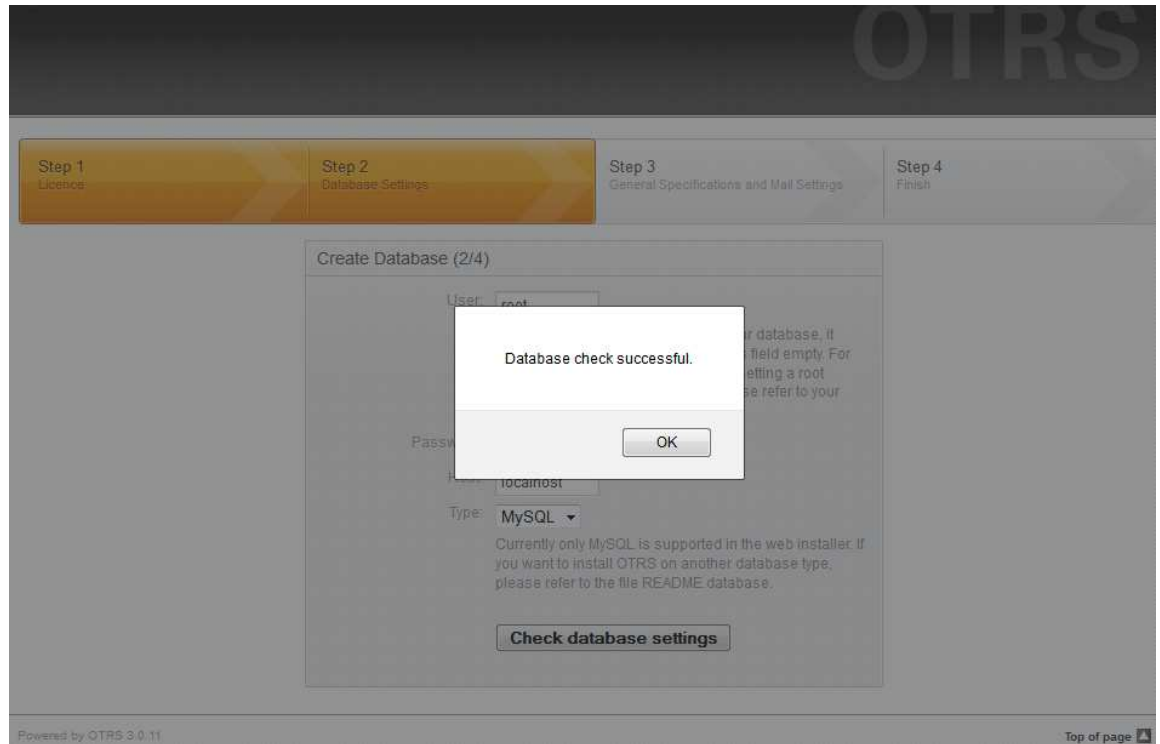 OTRS
Step 1
Licence
Step 2
Database Settings
Step 3
General Specifications and Mail Settings
Step 4
Finish
Create Database (2/4)
User: root
r database, it
field empty. For
etting a root
se refer to your
Database check successful.
OK
Passw
localhost
Type: MySQL
Currently only MySQL is supported in the web installer. If
you want to install OTRS on another database type,
please refer to the file README database.
Check database settings
Powered by OTRS 3.0.11
Top of page